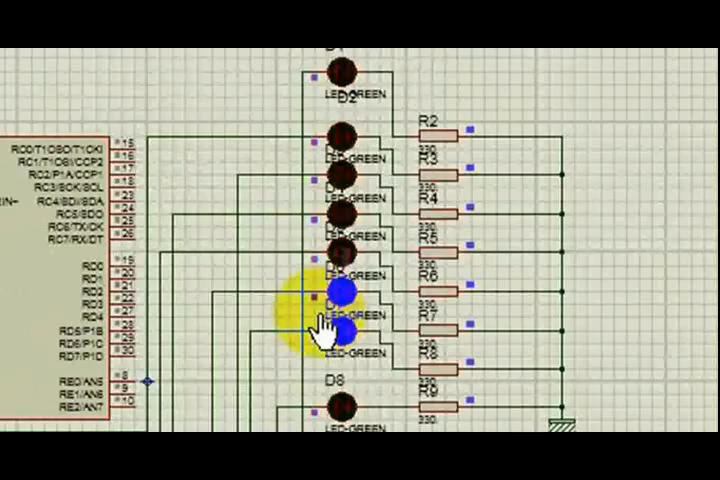 RC0/T1OSO/T1CKI
RC1/T1OSI/CCP2
RC2/P1A/CCP1
RC3/SCK/SCL
RC4/SDI/SDA
RC5/SDO
RC6/TX/CK
RC7/RX/DT
RD0
RD1
RD2
RD3
RD4
RD5/P1B
RD6/P1C
RD7/P1D
RE0/AN5
RE1/AN6
RE2/AN7
15
16
17
18
23
24
25
26
19
20
21
22
27
28
29
30
8
9
10
LED-GREEN
D2
LED-GREEN
LED-GREEN
LED-GREEN
LED-GREEN
LED-GREEN
LED-GREEN
D8
LED-GREEN
R2
330
R3
330
R4
330
R5
330
R6
330
R7
330
R8
330
R9
330